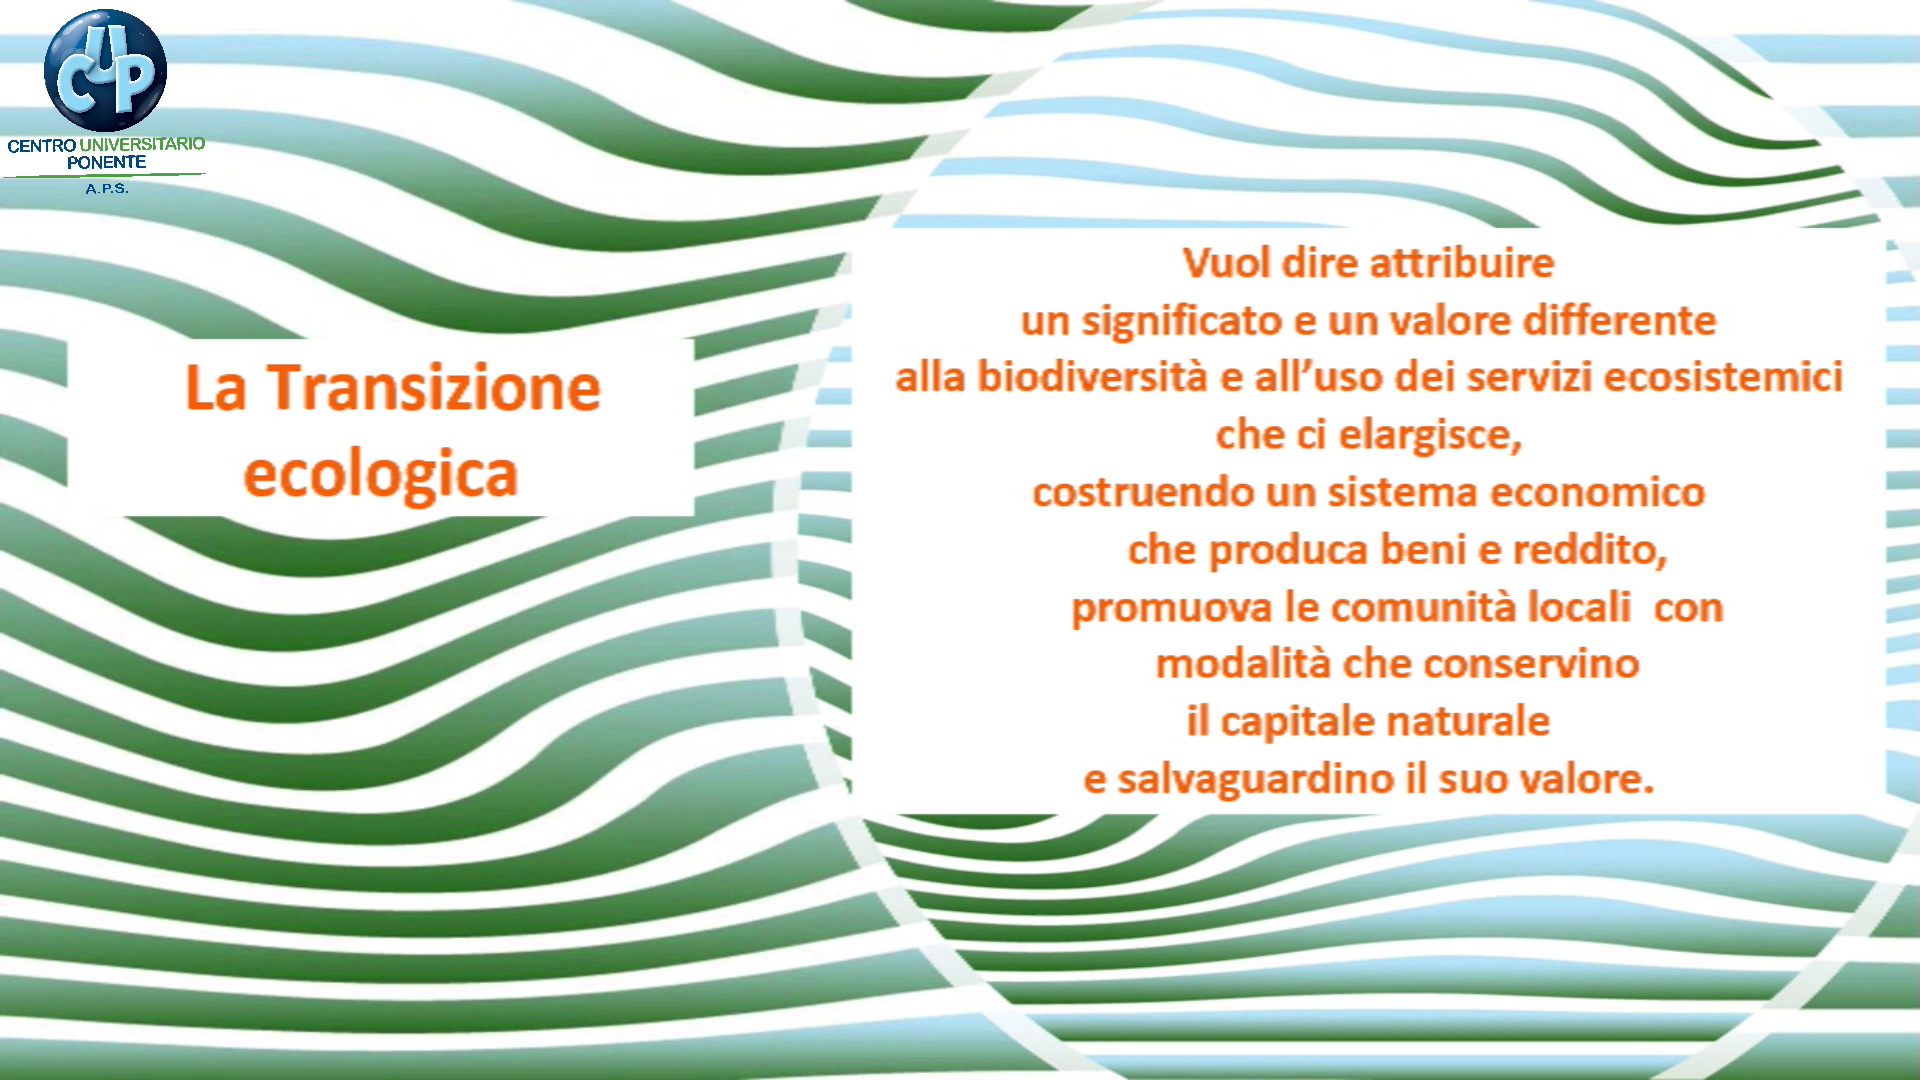 CUP
CENTRO UNIVERSITARIO
PONENTE
A.P.S.
La Transizione
ecologica
Vuol dire attribuire
un significato e un valore differente
alla biodiversità e all’uso dei servizi ecosistemici
che ci elargisce,
costruendo un sistema economico
che produca beni e reddito,
promuova le comunità locali  con
modalità che conservino
il capitale naturale
e salvaguardino il suo valore.